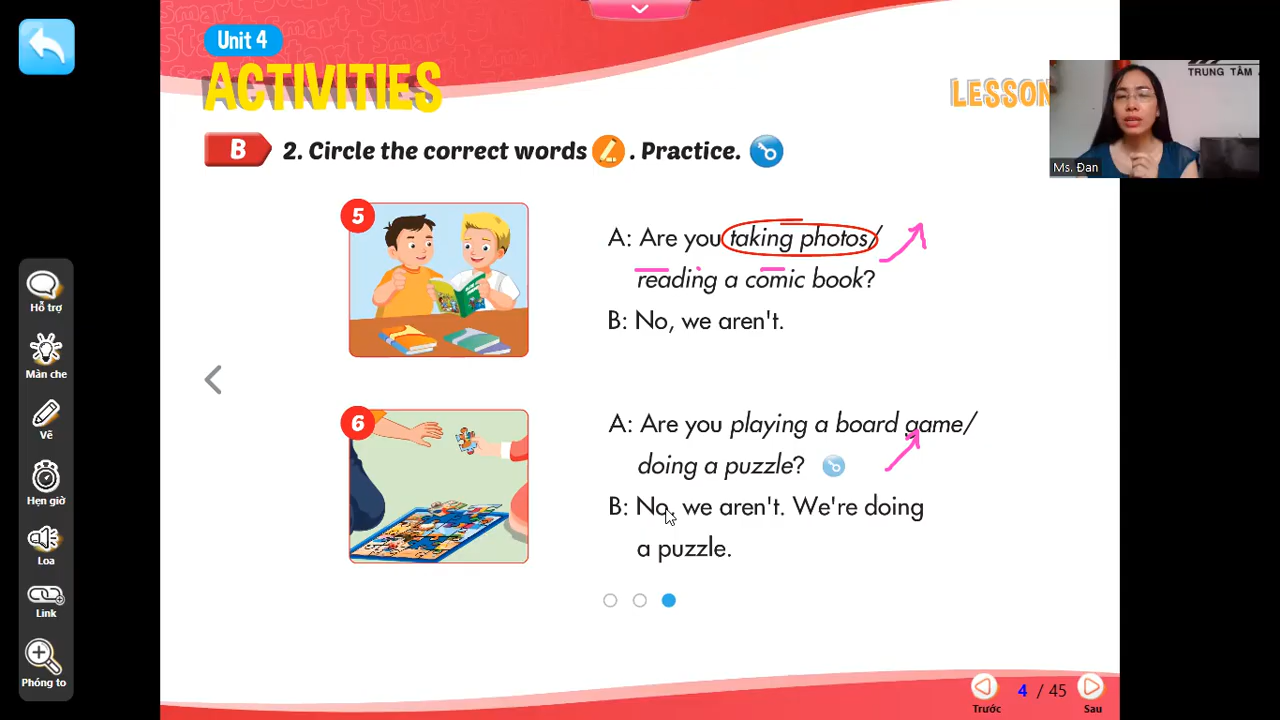 Unit 4
ACTIVITIES
LESSON
TRUNG TÂM
Ms. Đan
B 2. Circle the correct words . Practice.
5
A: Are you taking photos/
reading a comic book?
B: No, we aren't.
6
A: Are you playing a board game/
doing a puzzle?
B: No, we aren't. We're doing
a puzzle.
Hỗ trợ
Màn che
Vẽ
Hẹn giờ
Loa
Link
Phóng to
4 / 45
Trước
Sau